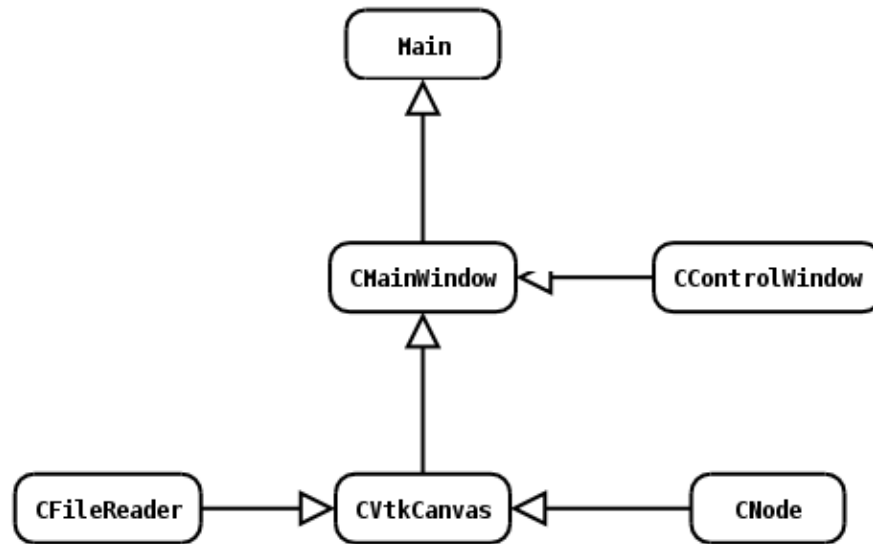 Main
CMainWindow
CControlWindow
CFileReader
CVtkCanvas
CNode